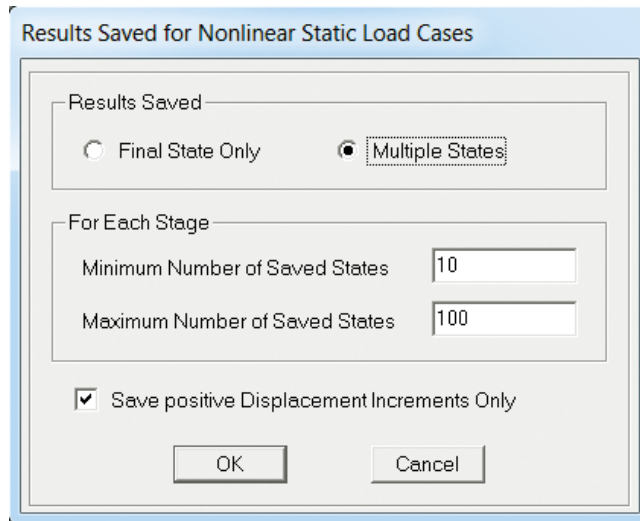 Results Saved for Nonlinear Static Load Cases
Results Saved
Final State Only Multiple States
For Each Stage
Minimum Number of Saved States 10
Maximum Number of Saved States 100
Save positive Displacement Increments Only
OK Cancel